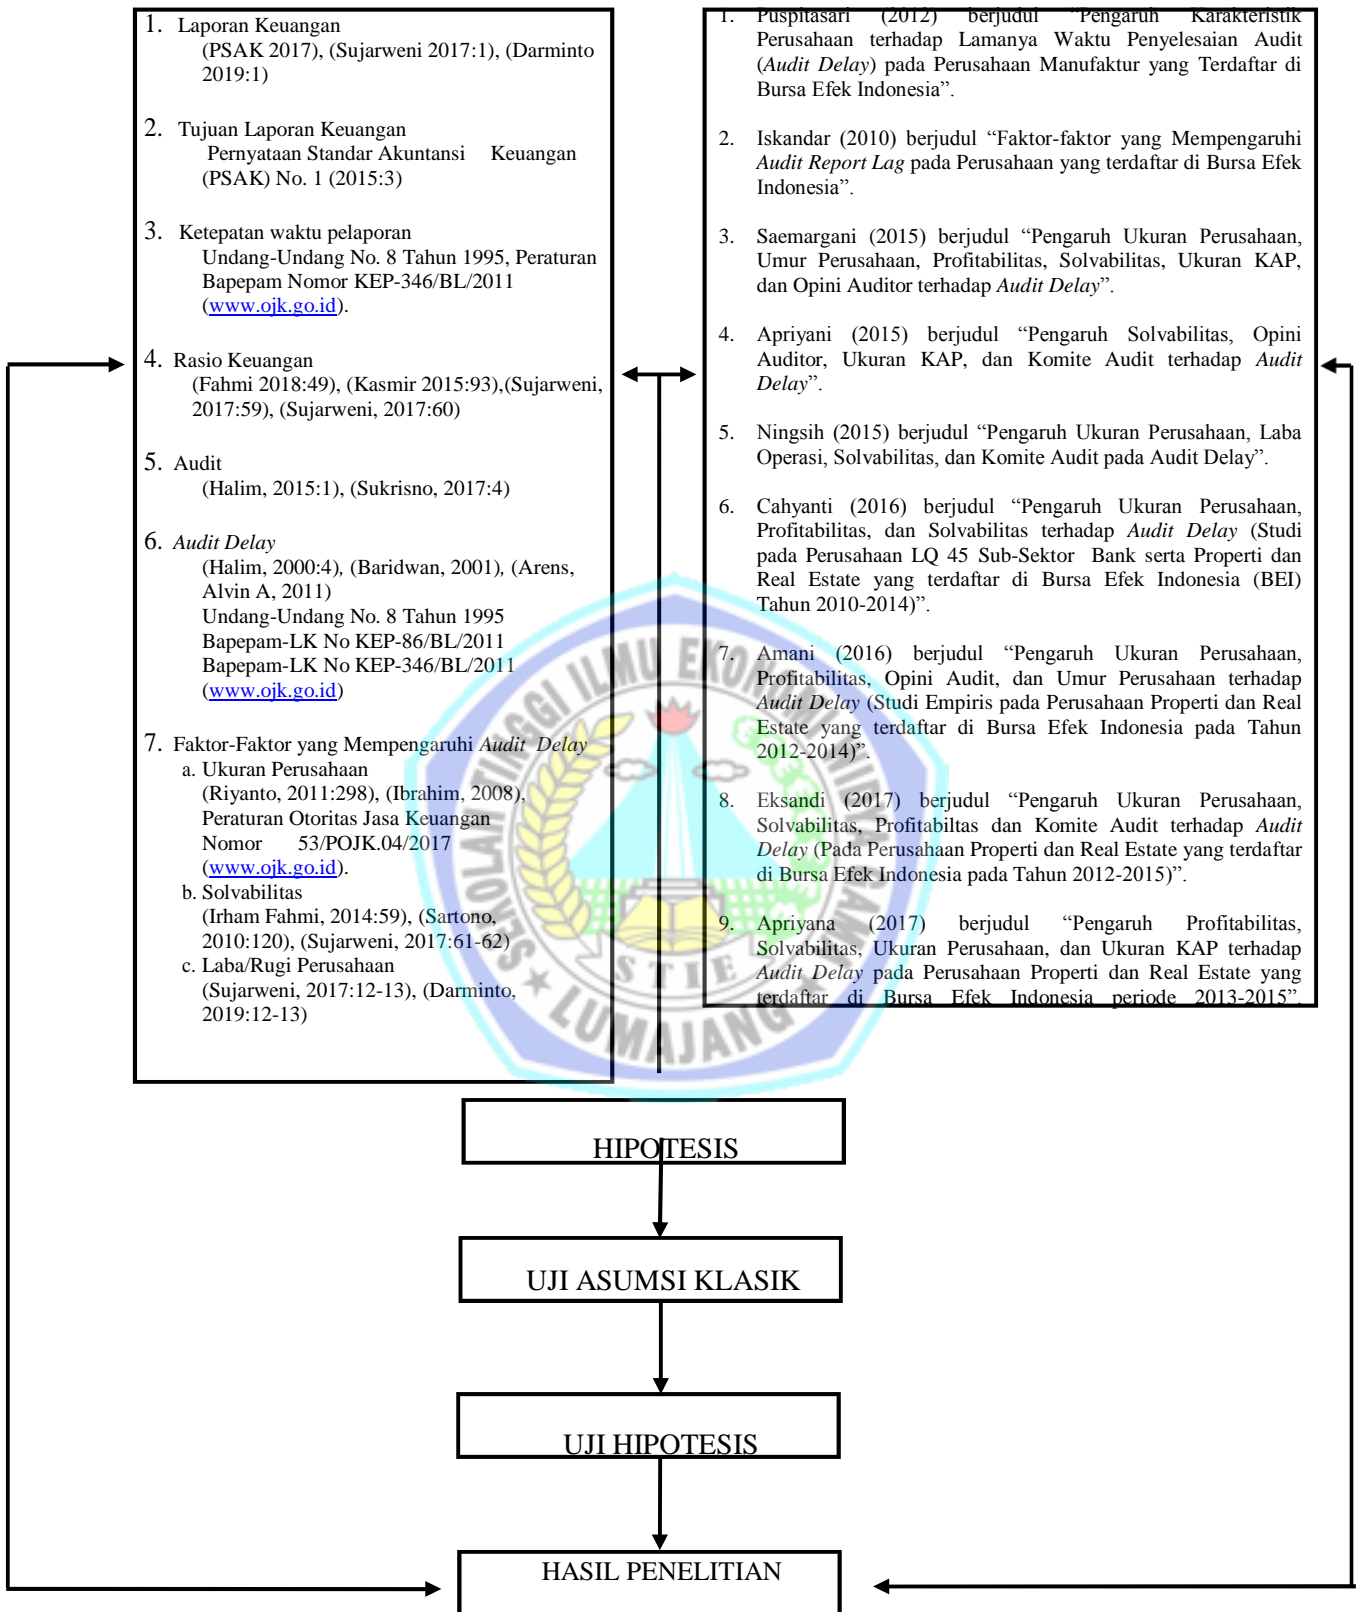 1. Laporan Keuangan
(PSAK 2017), (Sujarweni 2017:1), (Darminto
2019:1)
2. Tujuan Laporan Keuangan
Pernyataan Standar Akuntansi Keuangan
(PSAK) No. 1 (2015:3)
3. Ketepatan waktu pelaporan
Undang-Undang No. 8 Tahun 1995, Peraturan
Bapepam Nomor KEP-346/BL/2011
(www.ojk.go.id).
4. Rasio Keuangan
(Fahmi 2018:49), (Kasmir 2015:93),(Sujarweni,
2017:59), (Sujarweni, 2017:60)
5. Audit
(Halim, 2015:1), (Sukrisno, 2017:4)
6. Audit Delay
(Halim, 2000:4), (Baridwan, 2001), (Arens,
Alvin A, 2011)
Undang-Undang No. 8 Tahun 1995
Bapepam-LK No KEP-86/BL/2011
Bapepam-LK No KEP-346/BL/2011
(www.ojk.go.id)
7. Faktor-Faktor yang Mempengaruhi Audit Delay
a. Ukuran Perusahaan
(Riyanto, 2011:298), (Ibrahim, 2008),
Peraturan Otoritas Jasa Keuangan
Nomor 53/POJK.04/2017
(www.ojk.go.id).
b. Solvabilitas
(Irham Fahmi, 2014:59), (Sartono,
2010:120), (Sujarweni, 2017:61-62)
c. Laba/Rugi Perusahaan
(Sujarweni, 2017:12-13), (Darminto,
2019:12-13)
1. Puspitasari (2012) berjudul “Pengaruh Karakteristik
Perusahaan terhadap Lamanya Waktu Penyelesaian Audit
(Audit Delay) pada Perusahaan Manufaktur yang Terdaftar di
Bursa Efek Indonesia”.
2. Iskandar (2010) berjudul “Faktor-faktor yang Mempengaruhi
Audit Report Lag pada Perusahaan yang terdaftar di Bursa Efek
Indonesia”.
3. Saemargani (2015) berjudul “Pengaruh Ukuran Perusahaan,
Umur Perusahaan, Profitabilitas, Solvabilitas, Ukuran KAP,
dan Opini Auditor terhadap Audit Delay”.
4. Apriyani (2015) berjudul “Pengaruh Solvabilitas, Opini
Auditor, Ukuran KAP, dan Komite Audit terhadap Audit
Delay”.
5. Ningsih (2015) berjudul “Pengaruh Ukuran Perusahaan, Laba
Operasi, Solvabilitas, dan Komite Audit pada Audit Delay”.
6. Cahyanti (2016) berjudul “Pengaruh Ukuran Perusahaan,
Profitabilitas, dan Solvabilitas terhadap Audit Delay (Studi
pada Perusahaan LQ 45 Sub-Sektor Bank serta Properti dan
Real Estate yang terdaftar di Bursa Efek Indonesia (BEI)
Tahun 2010-2014)”.
7. Amani (2016) berjudul “Pengaruh Ukuran Perusahaan,
Profitabilitas, Opini Audit, dan Umur Perusahaan terhadap
Audit Delay (Studi Empiris pada Perusahaan Properti dan Real
Estate yang terdaftar di Bursa Efek Indonesia pada Tahun
2012-2014)”.
8. Eksandi (2017) berjudul “Pengaruh Ukuran Perusahaan,
Solvabilitas, Profitabiltas dan Komite Audit terhadap Audit
Delay (Pada Perusahaan Properti dan Real Estate yang terdaftar
di Bursa Efek Indonesia pada Tahun 2012-2015)”.
9. Apriyana (2017) berjudul “Pengaruh Profitabilitas,
Solvabilitas, Ukuran Perusahaan, dan Ukuran KAP terhadap
Audit Delay pada Perusahaan Properti dan Real Estate yang
terdaftar di Bursa Efek Indonesia periode 2013-2015”.
SEKOLAH TINGGI ILMU EKONOMI WIDYA GAMA
STIE
LUMAJANG
HIPOTESIS
UJI ASUMSI KLASIK
UJI HIPOTESIS
HASIL PENELITIAN